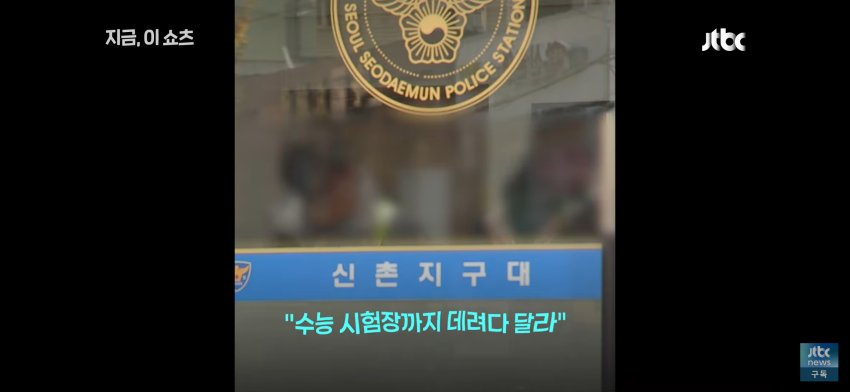 지금, 이 쇼츠
jtbc
SEOUL SEODAEMUN POLICE STATION
신촌지구대
"수능 시험장까지 데려다 달라"
jtbc
news
구독